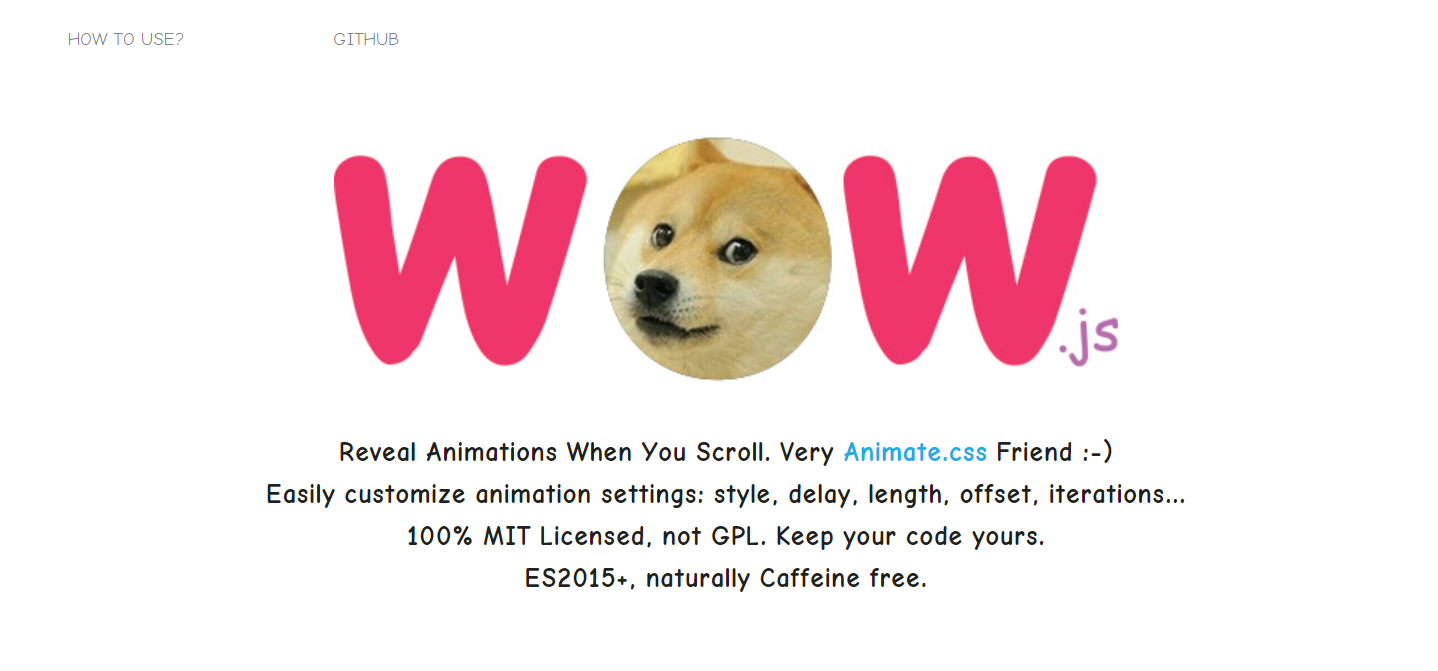 HOW TO USE? GITHUB
WOW.js
Reveal Animations When You Scroll. Very Animate.css Friend :-)
Easily customize animation settings: style, delay, length, offset, iterations...
100% MIT Licensed, not GPL. Keep your code yours.
ES2015+, naturally Caffeine free.